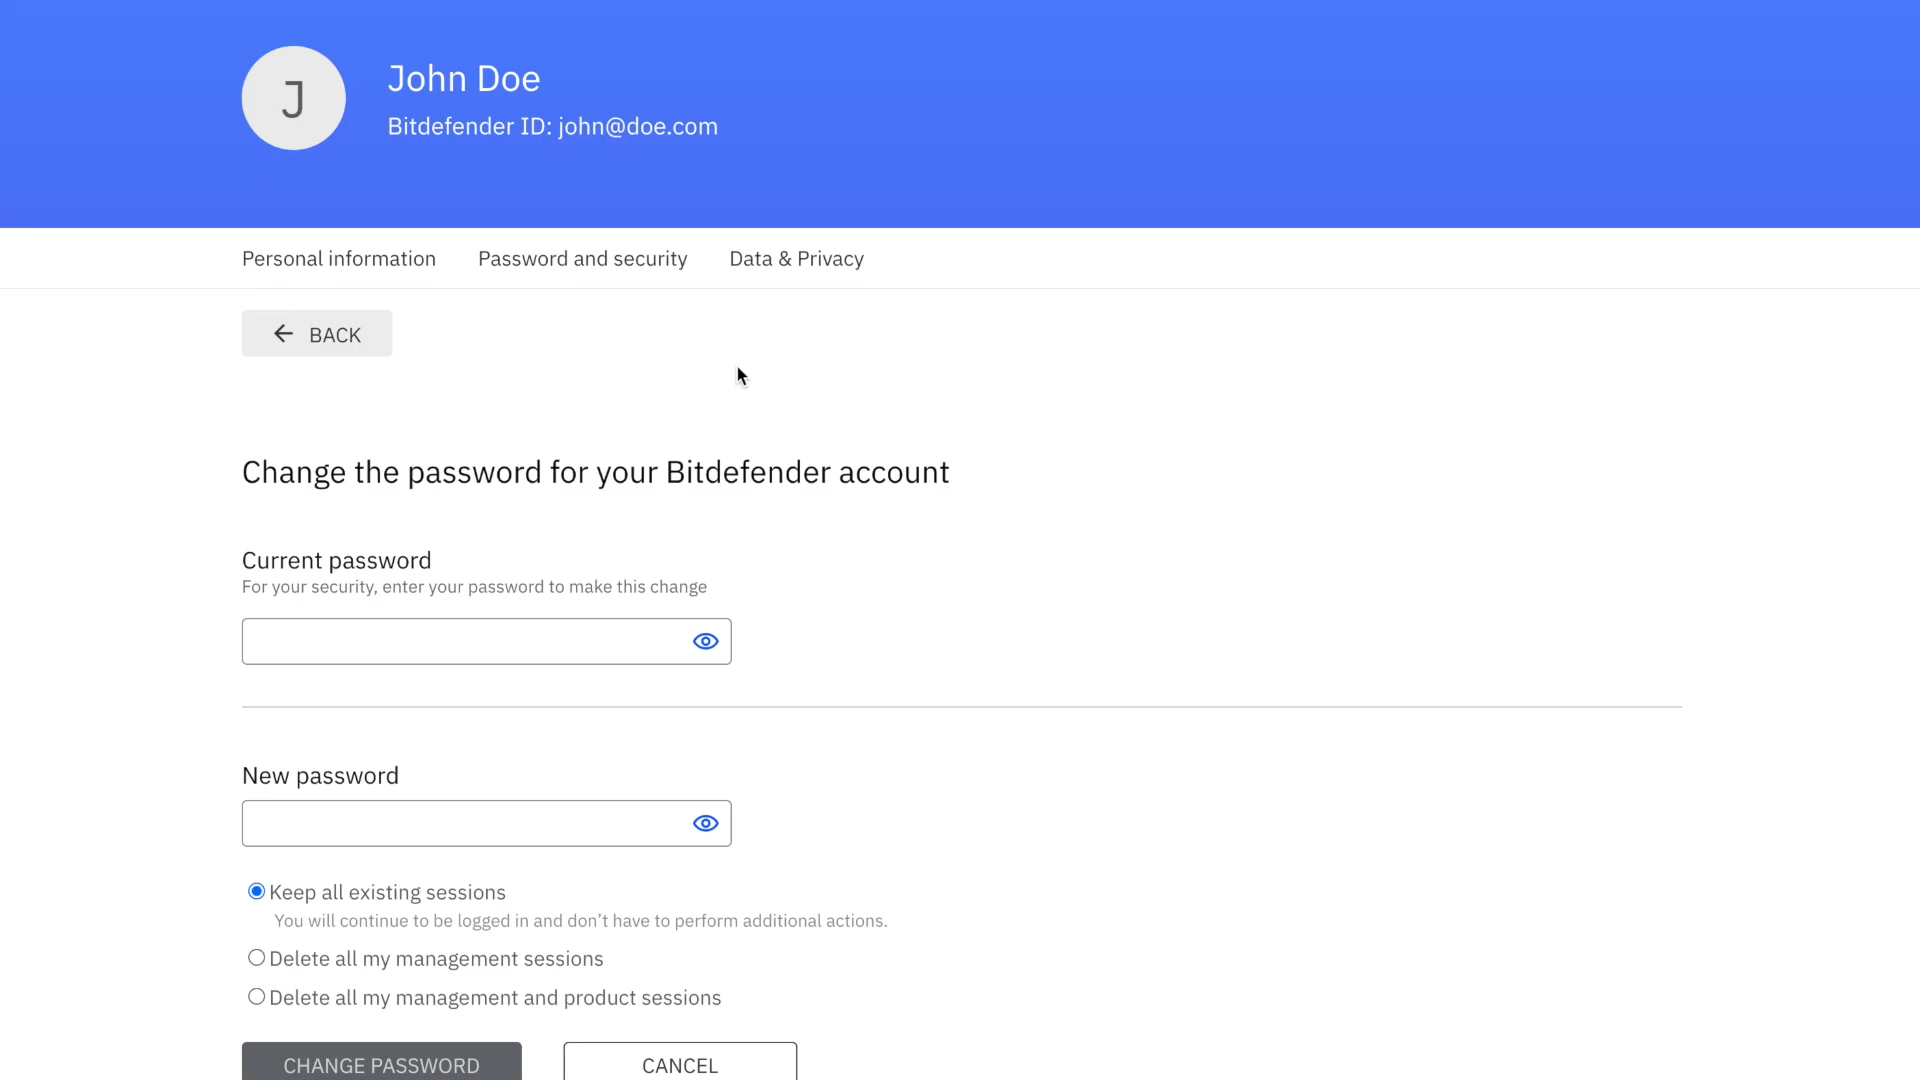 J
John Doe
Bitdefender ID: john@doe.com
Personal information
Password and security
Data & Privacy
BACK
Change the password for your Bitdefender account
Current password
For your security, enter your password to make this change
New password
Keep all existing sessions
You will continue to be logged in and don’t have to perform additional actions.
Delete all my management sessions
Delete all my management and product sessions
CHANGE PASSWORD
CANCEL